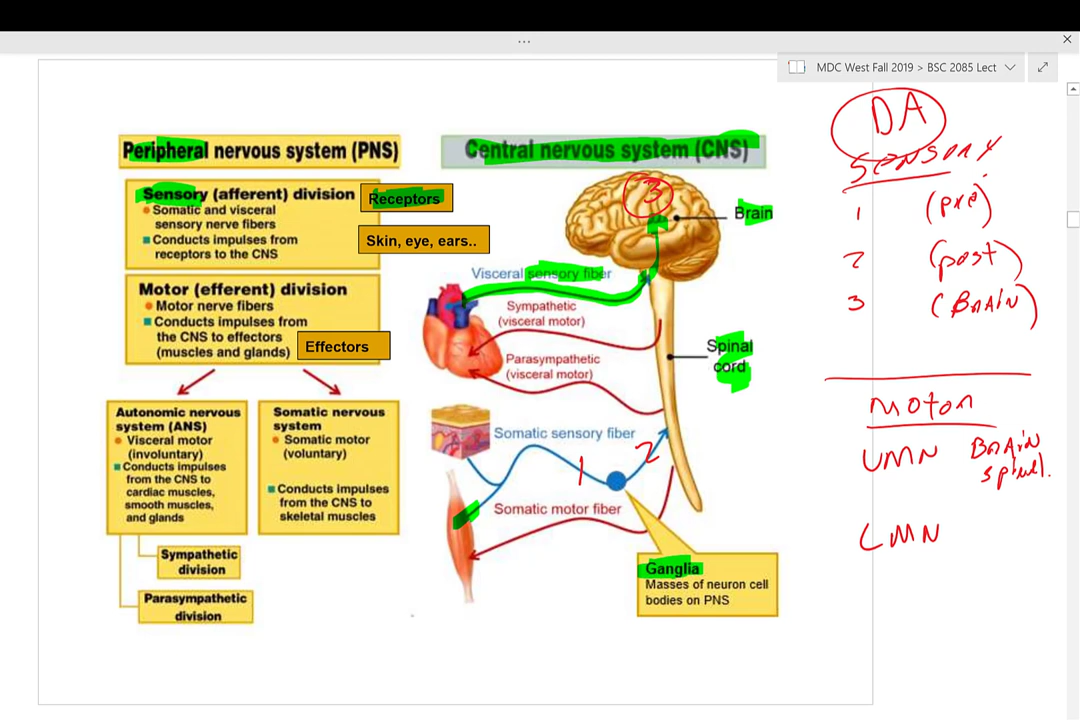 ...
MDC West Fall 2019 > BSC 2085 Lect
Peripheral nervous system (PNS)
Central nervous system (CNS)
Sensory (afferent) division
Somatic and visceral
sensory nerve fibers
Conducts impulses from
receptors to the CNS
Receptors
Skin, eye, ears..
Motor (efferent) division
Motor nerve fibers
Conducts impulses from
the CNS to effectors
(muscles and glands)
Effectors
Autonomic nervous
system (ANS)
Visceral motor
(involuntary)
Conducts impulses
from the CNS to
cardiac muscles,
smooth muscles,
and glands
Somatic nervous
system
Somatic motor
(voluntary)
Conducts impulses
from the CNS to
skeletal muscles
Sympathetic
division
Parasympathetic
division
3
Brain
Visceral sensory fiber
Sympathetic
(visceral motor)
Parasympathetic
(visceral motor)
Spinal
cord
Somatic sensory fiber
1
2
Somatic motor fiber
Ganglia
Masses of neuron cell
bodies on PNS
DA
SENSORY
1 (pre)
2 (post)
3 (BRAiN)
Motor
UMN BRAiN
spinal.
LMN